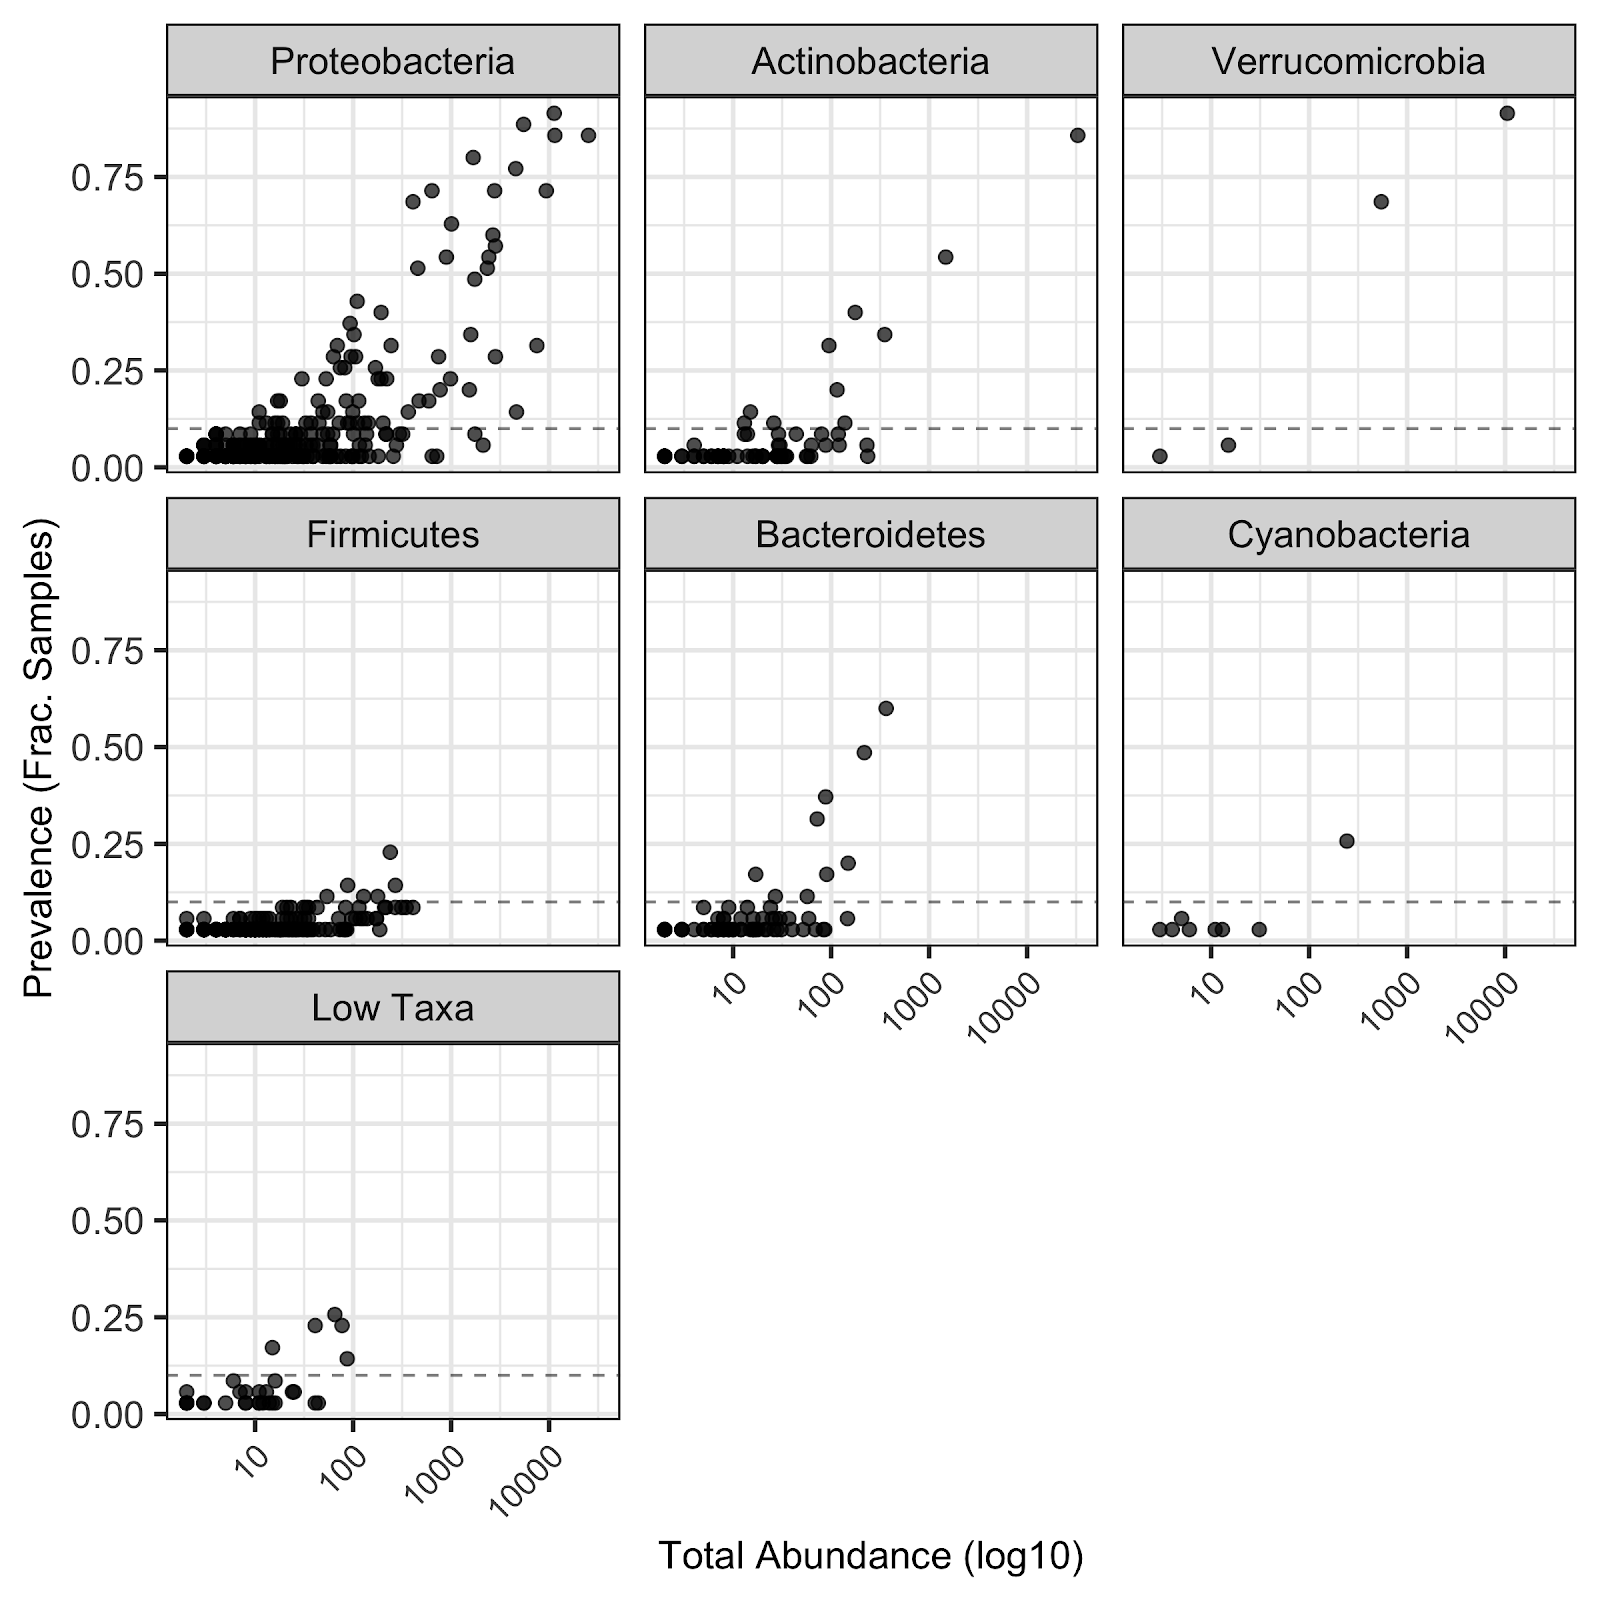 Proteobacteria Actinobacteria Verrucomicrobia
0.75
0.50
0.25
0.00
Firmicutes Bacteroidetes Cyanobacteria
0.75
0.50
0.25
0.00
10 100 1000 10000 10 100 1000 10000
Low Taxa
0.75
0.50
0.25
0.00
10 100 1000 10000
Prevalence (Frac. Samples)
Total Abundance (log10)